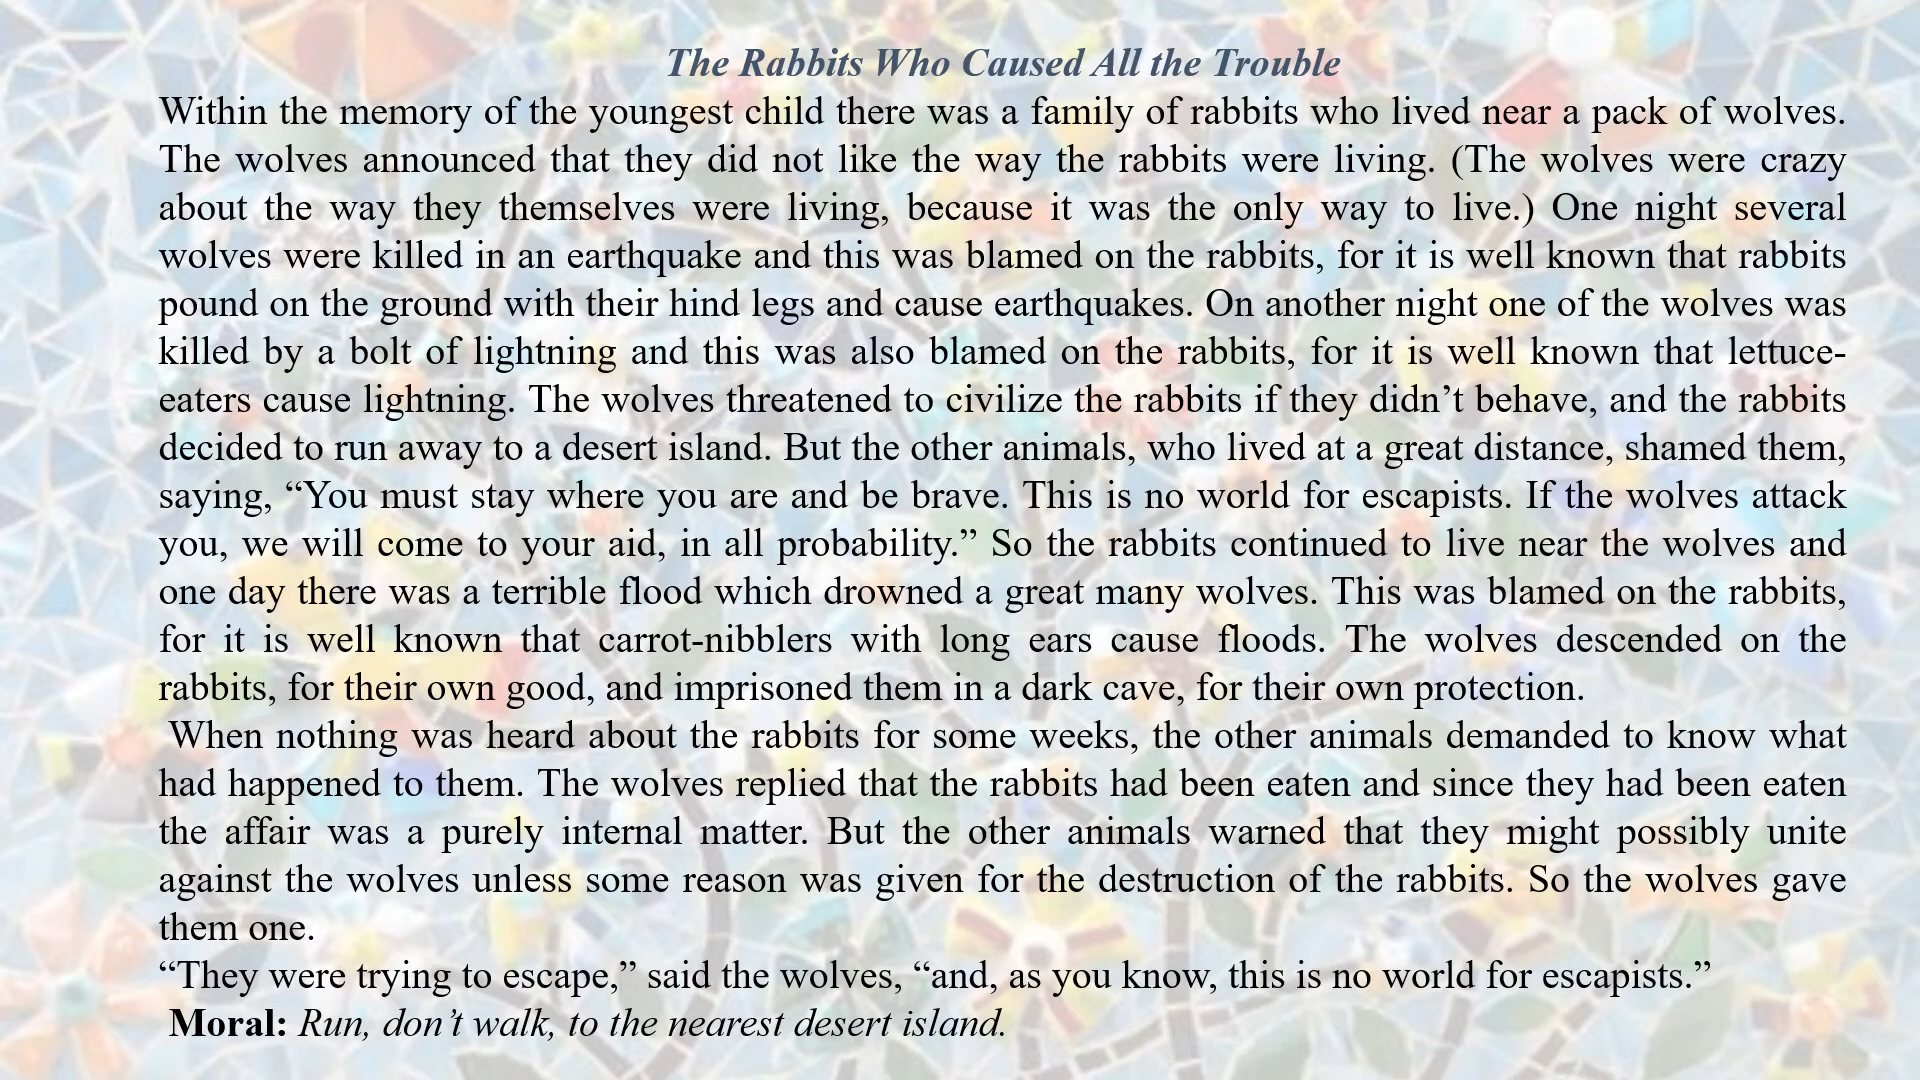 The Rabbits Who Caused All the Trouble
Within the memory of the youngest child there was a family of rabbits who lived near a pack of wolves.
The wolves announced that they did not like the way the rabbits were living. (The wolves were crazy
about the way they themselves were living, because it was the only way to live.) One night several
wolves were killed in an earthquake and this was blamed on the rabbits, for it is well known that rabbits
pound on the ground with their hind legs and cause earthquakes. On another night one of the wolves was
killed by a bolt of lightning and this was also blamed on the rabbits, for it is well known that lettuce-
eaters cause lightning. The wolves threatened to civilize the rabbits if they didn’t behave, and the rabbits
decided to run away to a desert island. But the other animals, who lived at a great distance, shamed them,
saying, “You must stay where you are and be brave. This is no world for escapists. If the wolves attack
you, we will come to your aid, in all probability.” So the rabbits continued to live near the wolves and
one day there was a terrible flood which drowned a great many wolves. This was blamed on the rabbits,
for it is well known that carrot-nibblers with long ears cause floods. The wolves descended on the
rabbits, for their own good, and imprisoned them in a dark cave, for their own protection.
When nothing was heard about the rabbits for some weeks, the other animals demanded to know what
had happened to them. The wolves replied that the rabbits had been eaten and since they had been eaten
the affair was a purely internal matter. But the other animals warned that they might possibly unite
against the wolves unless some reason was given for the destruction of the rabbits. So the wolves gave
them one.
“They were trying to escape,” said the wolves, “and, as you know, this is no world for escapists.”
Moral: Run, don’t walk, to the nearest desert island.